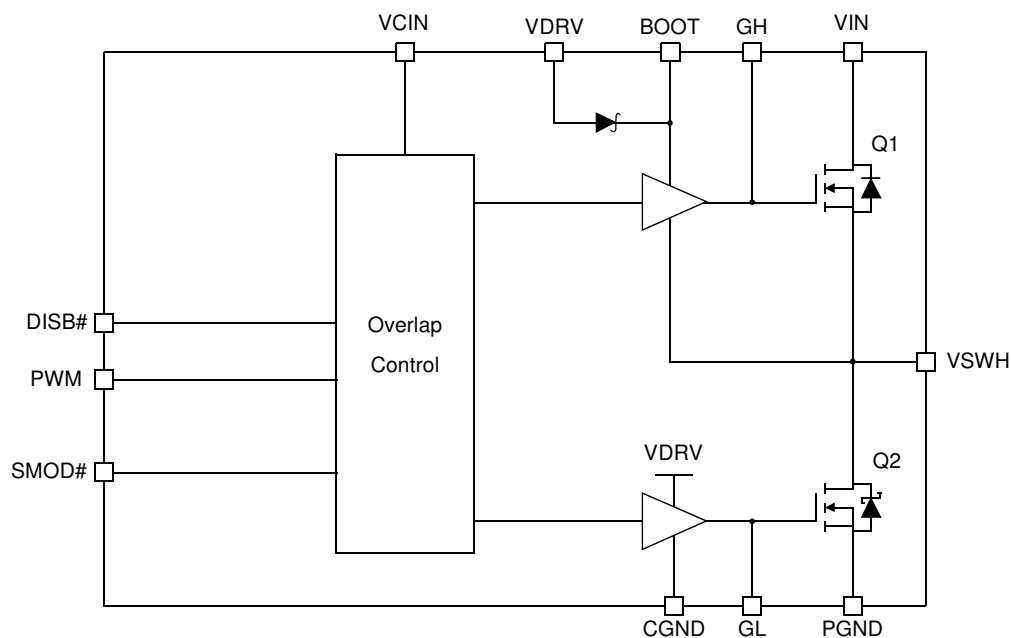 VCIN
VDRV
BOOT
GH
VIN
Q1
DISB#
PWM
SMOD#
Overlap
Control
VSWH
VDRV
Q2
CGND
GL
PGND